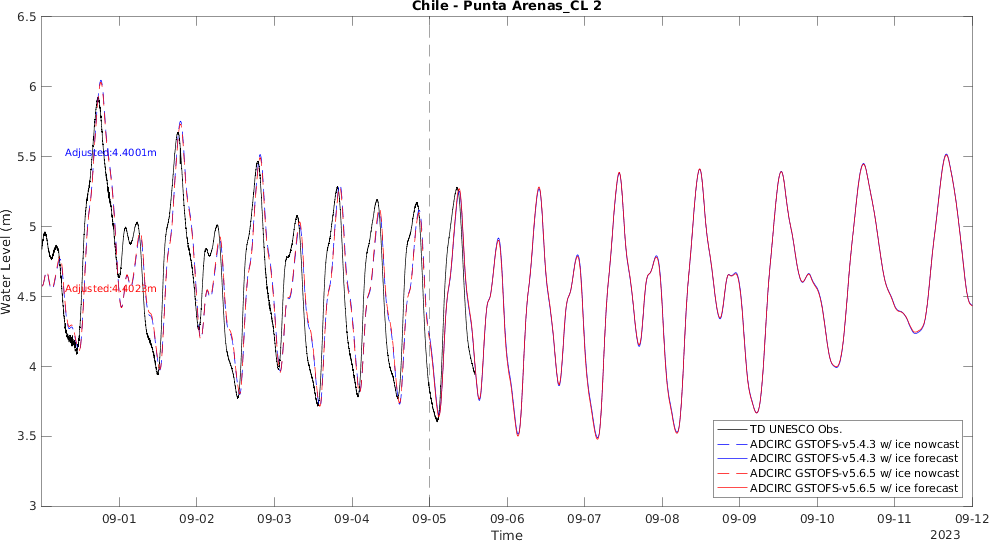 Chile - Punta Arenas_CL 2
6.5
6
5.5
5
4.5
4
3.5
3
Water Level (m)
Adjusted:4.4001m
Adjusted:4.4023m
TD UNESCO Obs.
ADCIRC GSTOFS-v5.4.3 w/ ice nowcast
ADCIRC GSTOFS-v5.4.3 w/ ice forecast
ADCIRC GSTOFS-v5.6.5 w/ ice nowcast
ADCIRC GSTOFS-v5.6.5 w/ ice forecast
09-01 09-02 09-03 09-04 09-05 09-06 09-07 09-08 09-09 09-10 09-11 09-12
Time
2023